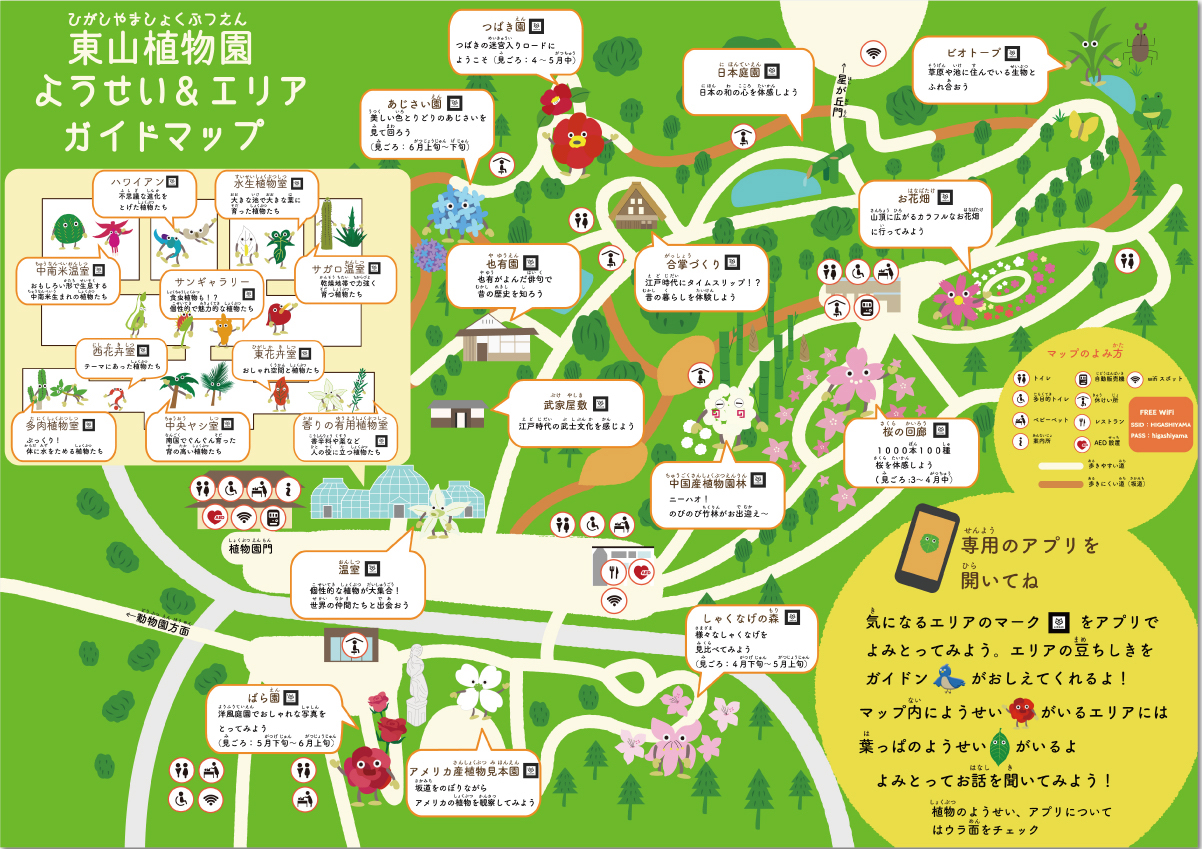 ひがしやましょくぶつえん
東山植物園
ようせい&エリア
ガイドマップ
つばき園
つばきの迷宮入りロードに
ようこそ(見ごろ:4〜5月中)
あじさい園
美しい色とりどりのあじさいを
見て回ろう
(見ごろ:6月上旬〜下旬)
日本庭園
日本の和の心を体感しよう
←星が丘門
ビオトープ
草原や池に住んでいる生物と
ふれ合おう
お花畑
山頂に広がるカラフルなお花畑
に行ってみよう
ハワイアン
不思議な進化を
とげた植物たち
水生植物室
大きな池で大きな葉に
育った植物たち
中南米温室
おもしろい形で生息する
中南米生まれの植物たち
サンギャラリー
食虫植物も!?
個性的で魅力的な植物たち
サガロ温室
乾燥地帯で力強く
育つ植物たち
西花卉室
テーマにあった植物たち
東花卉室
おしゃれ空間と植物たち
多肉植物室
ぷっくり!
体に水をためる植物たち
中央ヤシ室
南国でぐんぐん育った
背の高い植物たち
香りの有用植物室
香辛料や薬など
人の役に立つ植物たち
也有園
也有がよんだ俳句で
昔の歴史を知ろう
合掌づくり
江戸時代にタイムスリップ!?
昔の暮らしを体験しよう
武家屋敷
江戸時代の武士文化を感じよう
中国産植物園林
ニーハオ!
のびのび竹林がお出迎え〜
桜の回廊
1000本100種
桜を体感しよう
(見ごろ:3〜4月中)
マップのよみ方
トイレ
自動販売機
wifi スポット
多目的トイレ
休けい所
ベビーベット
レストラン
案内所
AED 設置
FREE WiFi
SSID:HIGASHIYAMA
PASS:higashiyama
歩きやすい道
歩きにくい道(坂道)
植物園門
温室
個性的な植物が大集合!
世界の仲間たちと出会おう
←動物園方面
しゃくなげの森
様々なしゃくなげを
見比べてみよう
(見ごろ:4月下旬〜5月上旬)
ばら園
洋風庭園でおしゃれな写真を
とってみよう
(見ごろ:5月下旬〜6月上旬)
アメリカ産植物見本園
坂道をのぼりながら
アメリカの植物を観察してみよう
専用のアプリを
開いてね
気になるエリアのマーク をアプリで
よみとってみよう。エリアの豆ちしきを
ガイドン がおしえてくれるよ!
マップ内にようせい がいるエリアには
葉っぱのようせい がいるよ
よみとってお話を聞いてみよう!
植物のようせい、アプリについて
はウラ面をチェック